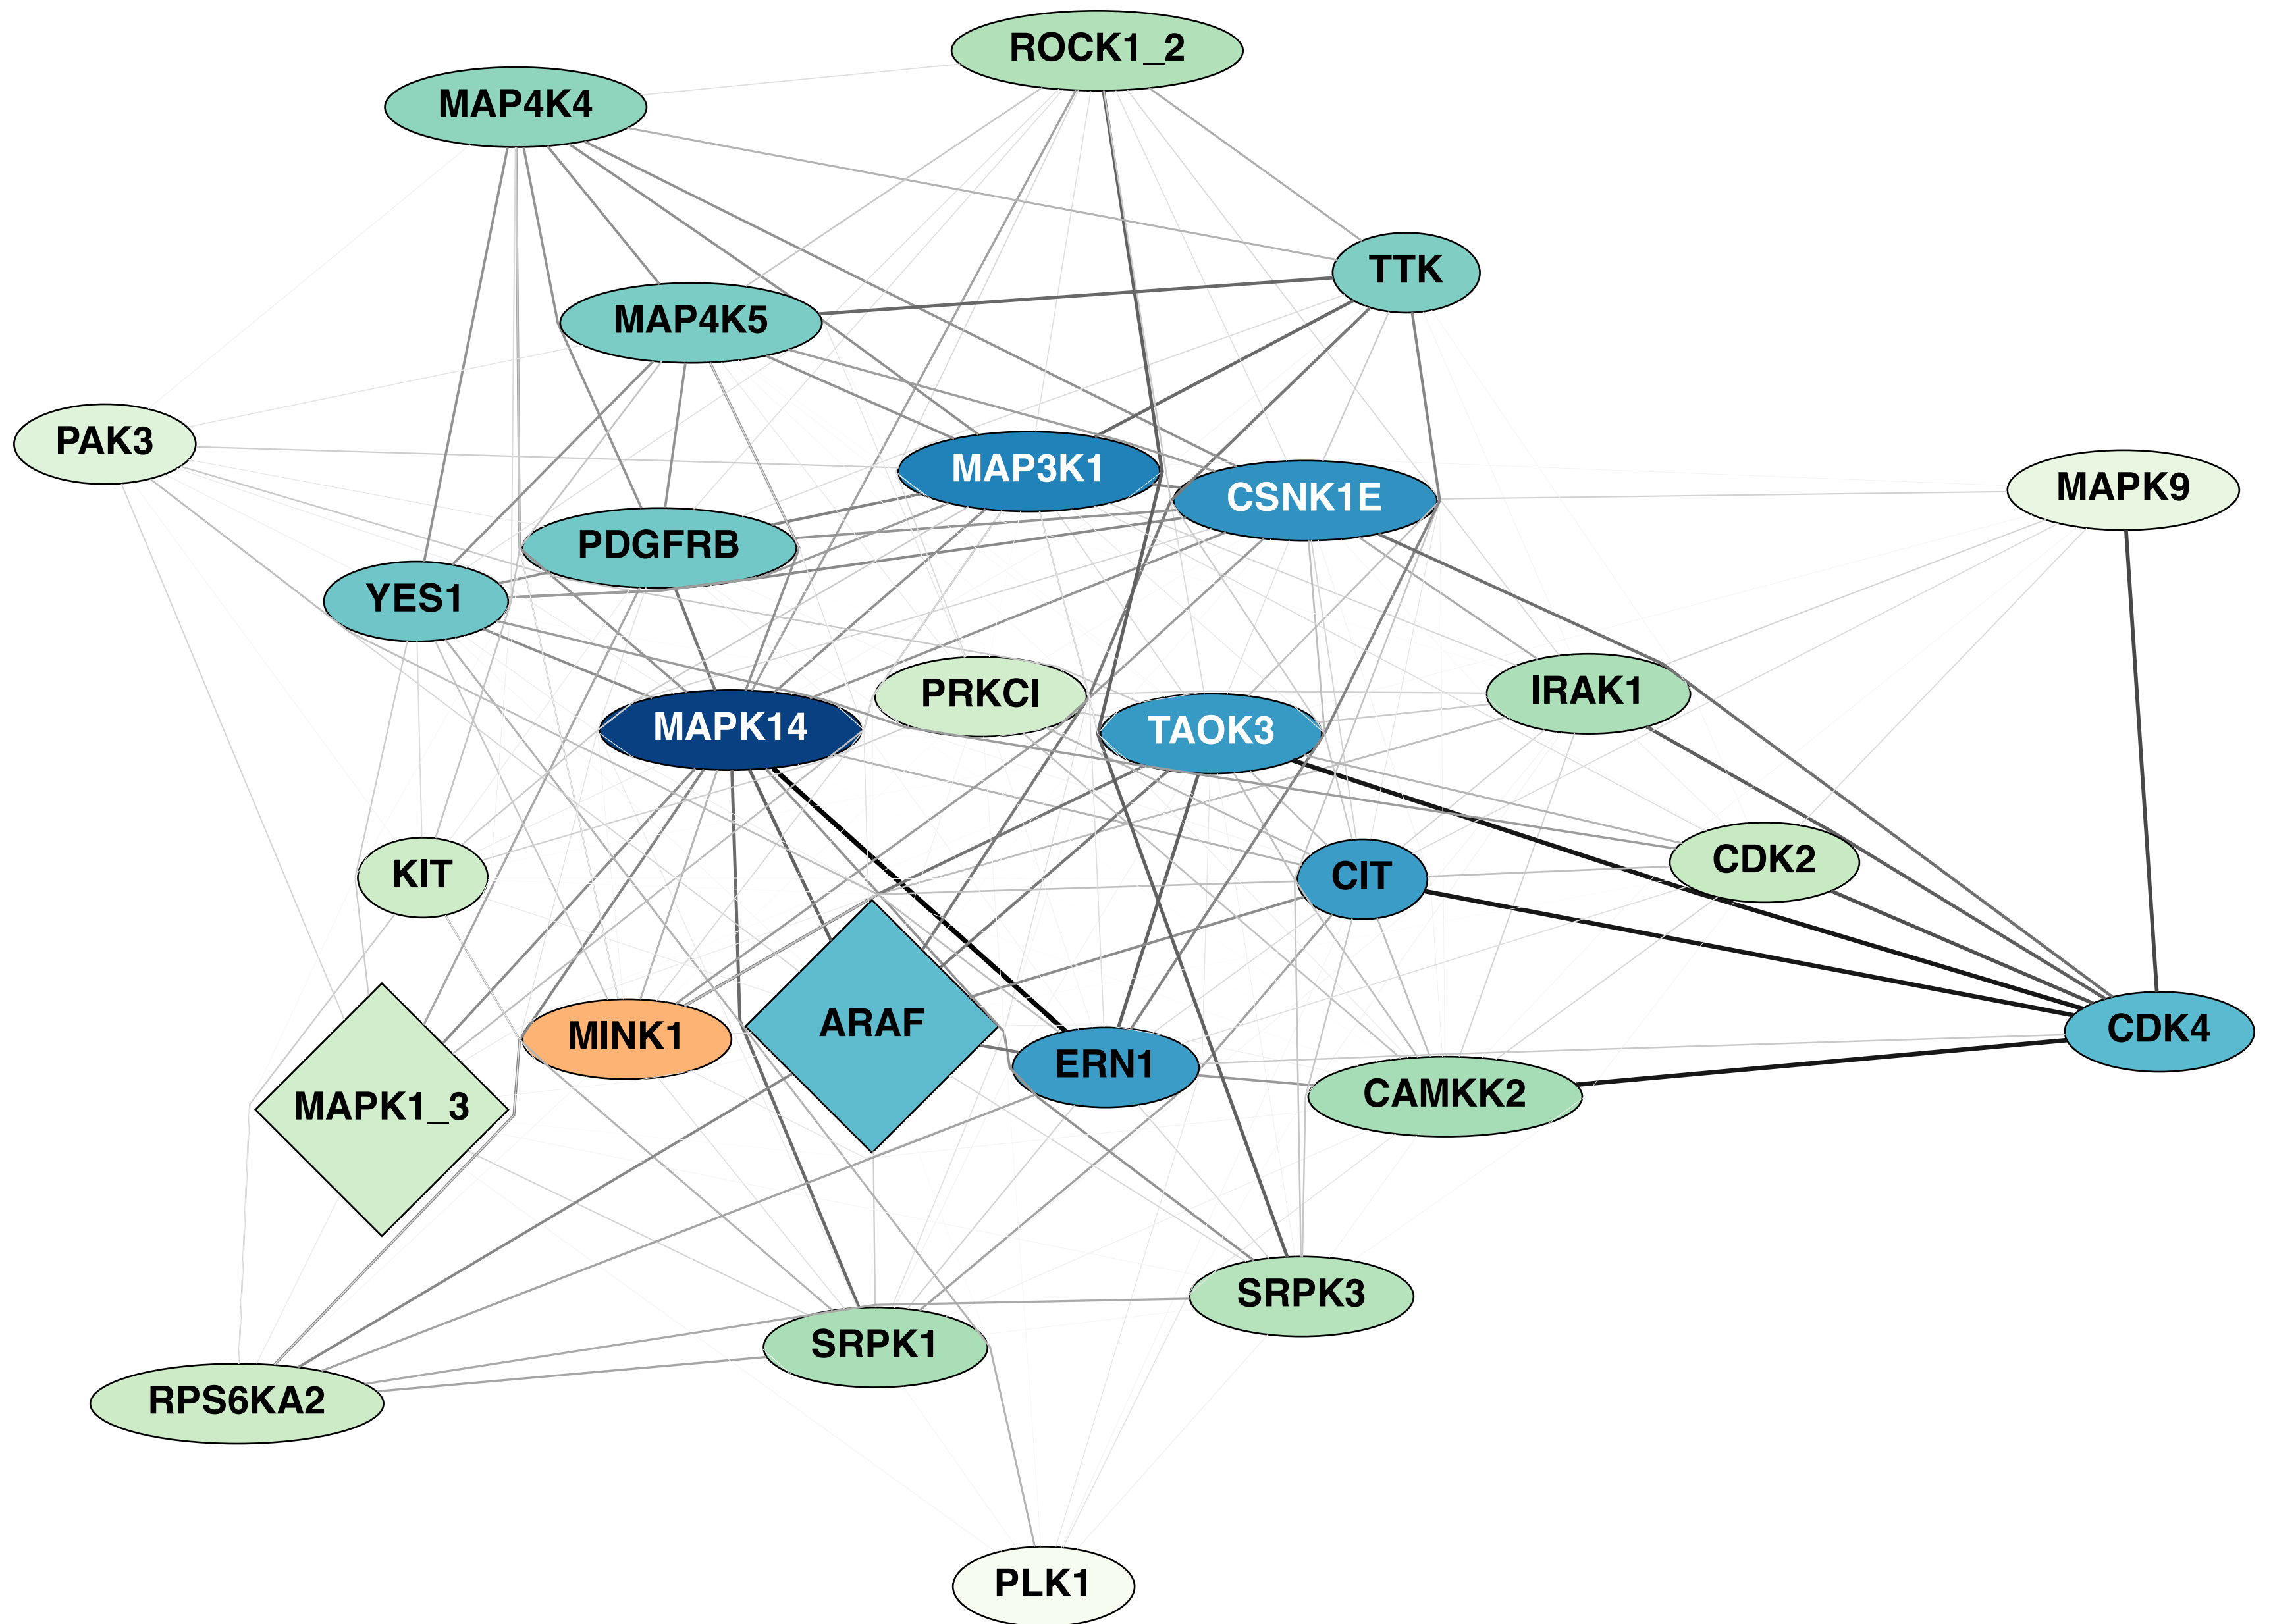 ROCK1_2
MAP4K4
TTK
MAP4K5
PAK3
MAP3K1
CSNK1E
MAPK9
PDGFRB
YES1
PRKCI
IRAK1
MAPK14
TAOK3
KIT
CIT
CDK2
MINK1
ARAF
ERN1
CDK4
MAPK1_3
CAMKK2
SRPK3
SRPK1
RPS6KA2
PLK1